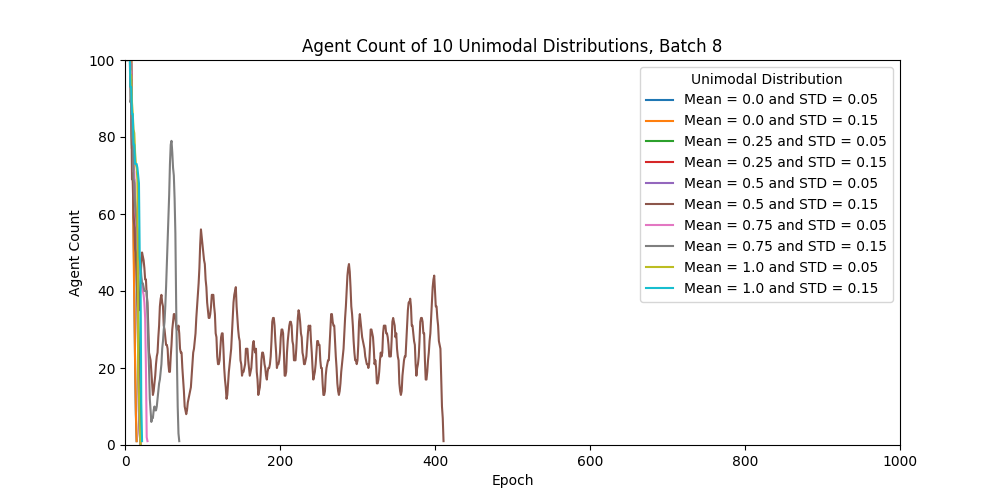 Agent Count of 10 Unimodal Distributions, Batch 8
Agent Count
100
80
60
40
20
0
0 200 400 600 800 1000
Epoch
Unimodal Distribution
Mean = 0.0 and STD = 0.05
Mean = 0.0 and STD = 0.15
Mean = 0.25 and STD = 0.05
Mean = 0.25 and STD = 0.15
Mean = 0.5 and STD = 0.05
Mean = 0.5 and STD = 0.15
Mean = 0.75 and STD = 0.05
Mean = 0.75 and STD = 0.15
Mean = 1.0 and STD = 0.05
Mean = 1.0 and STD = 0.15